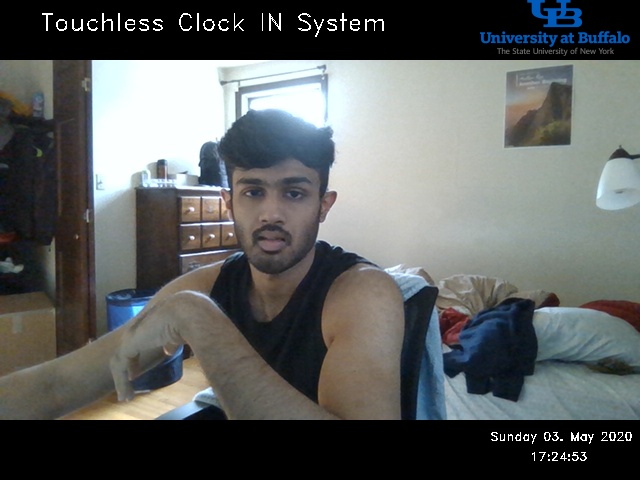 Touchless Clock IN System
UB
University at Buffalo
The State University of New York
Sunday 03. May 2020
17:24:53